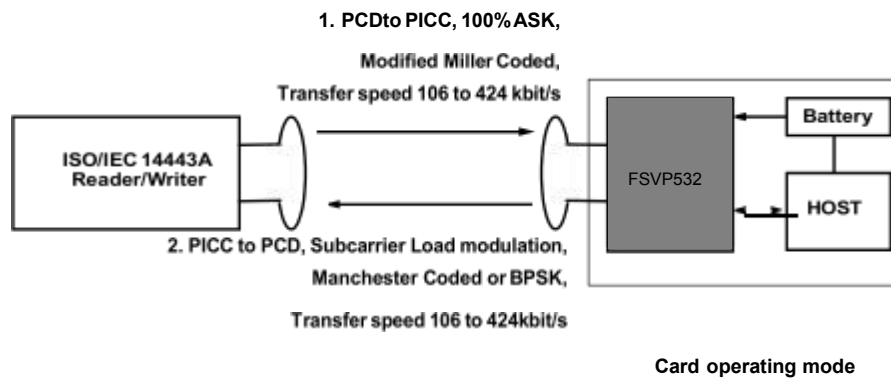 1. PCDto PICC, 100% ASK,
Modified Miller Coded,
Transfer speed 106 to 424 kbit/s
ISO/IEC 14443A
Reader/Writer
FSVP532
Battery
HOST
2. PICC to PCD, Subcarrier Load modulation,
Manchester Coded or BPSK,
Transfer speed 106 to 424kbit/s
Card operating mode